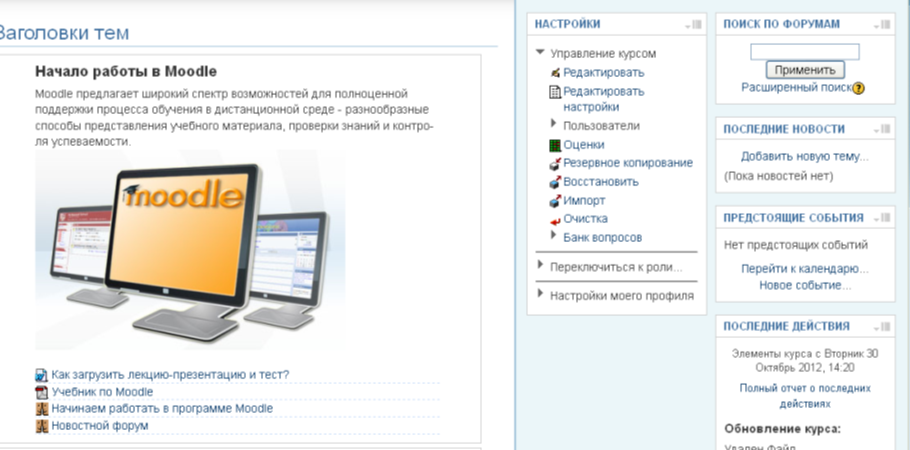 Заголовки тем
Начало работы в Moodle
Moodle предлагает широкий спектр возможностей для полноценной
поддержки процесса обучения в дистанционной среде - разнообразные
способы представления учебного материала, проверки знаний и контро-
ля успеваемости.
moodle
Как загрузить лекцию-презентацию и тест?
Учебник по Moodle
Начинаем работать в программе Moodle
Новостной форум
НАСТРОЙКИ
Управление курсом
Редактировать
Редактировать
настройки
Пользователи
Оценки
Резервное копирование
Восстановить
Импорт
Очистка
Банк вопросов
Переключиться к роли...
Настройки моего профиля
ПОИСК ПО ФОРУМАМ
Применить
Расширенный поиск
ПОСЛЕДНИЕ НОВОСТИ
Добавить новую тему...
(Пока новостей нет)
ПРЕДСТОЯЩИЕ СОБЫТИЯ
Нет предстоящих событий
Перейти к календарю...
Новое событие...
ПОСЛЕДНИЕ ДЕЙСТВИЯ
Элементы курса с Вторник 30
Октябрь 2012, 14:20
Полный отчет о последних
действиях
Обновление курса:
Удален Файл